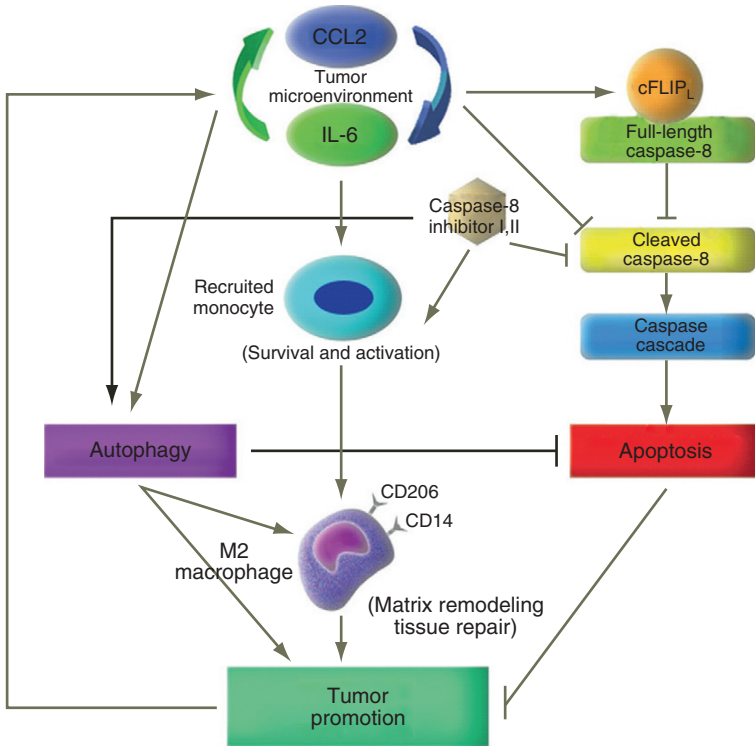 CCL2
Tumor
microenvironment
IL-6
cFLIPL
Full-length
caspase-8
Caspase-8
inhibitor I,II
Cleaved
caspase-8
Recruited
monocyte
(Survival and activation)
Caspase
cascade
Autophagy
Apoptosis
CD206
CD14
M2
macrophage
(Matrix remodeling
tissue repair)
Tumor
promotion